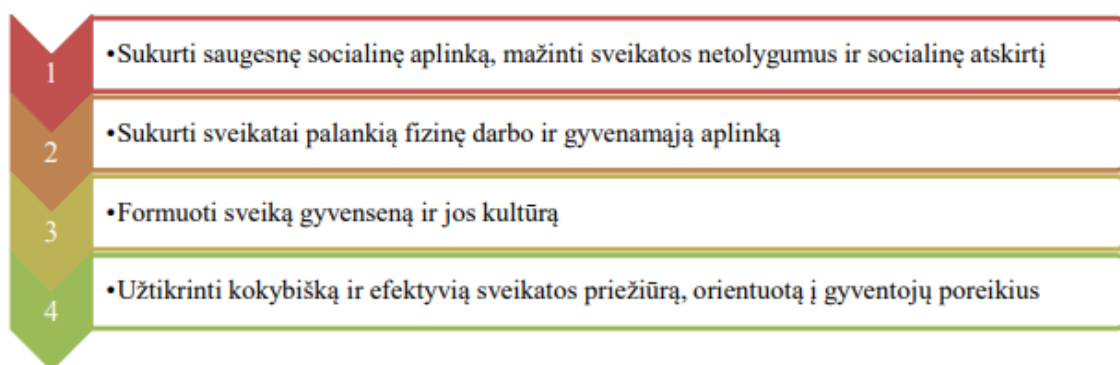 1
•Sukurti saugesnę socialinę aplinką, mažinti sveikatos netolygumus ir socialinę atskirtį
2
•Sukurti sveikatai palankią fizinę darbo ir gyvenamąją aplinką
3
•Formuoti sveiką gyvenseną ir jos kultūrą
4
•Užtikrinti kokybišką ir efektyvią sveikatos priežiūrą, orientuotą į gyventojų poreikius